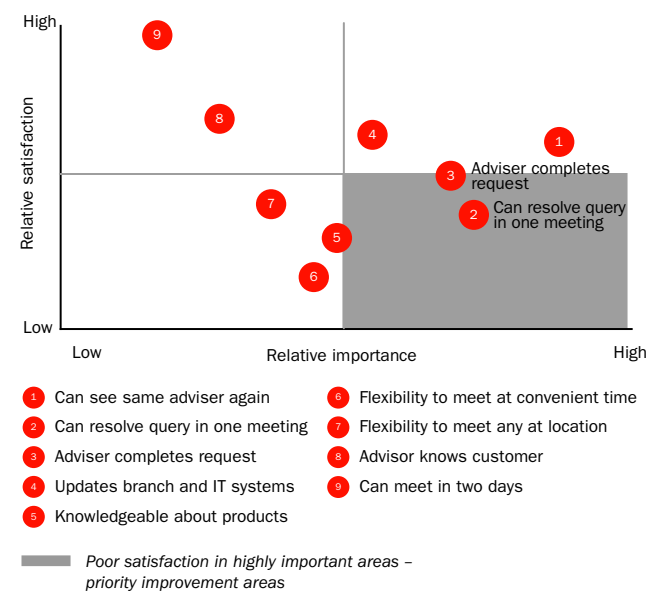 High
9
8
4
1
Relative satisfaction
3
Adviser completes
request
7
2
Can resolve query
in one meeting
5
6
Low
Low
Relative importance
High
1 Can see same adviser again
2 Can resolve query in one meeting
3 Adviser completes request
4 Updates branch and IT systems
5 Knowledgeable about products
6 Flexibility to meet at convenient time
7 Flexibility to meet any at location
8 Advisor knows customer
9 Can meet in two days
Poor satisfaction in highly important areas –
priority improvement areas